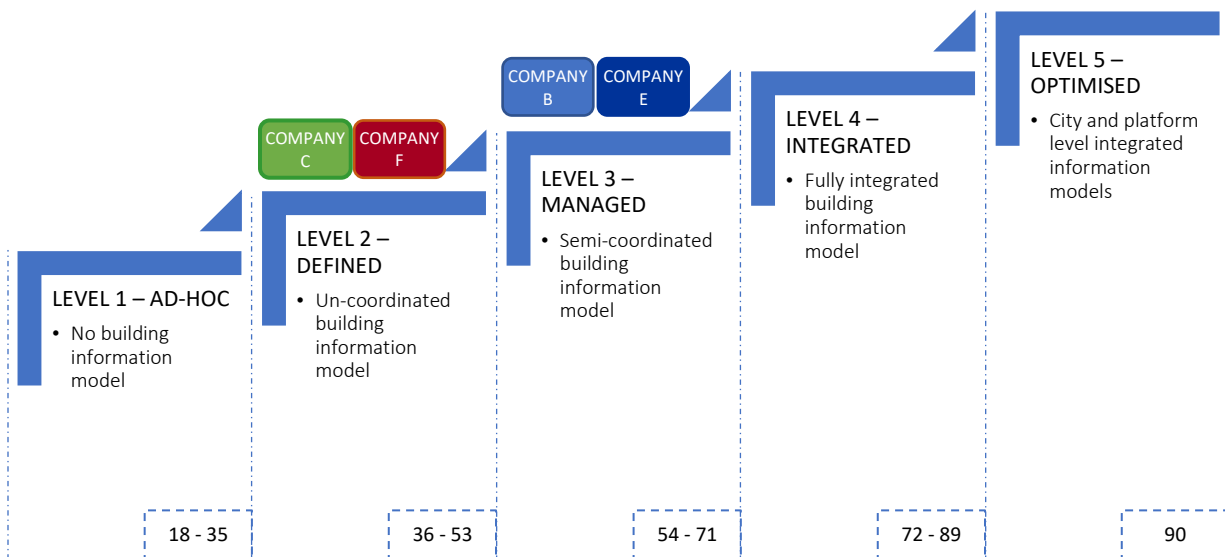 LEVEL 1 – AD-HOC
• No building
information
model
18 - 35
COMPANY
C
COMPANY
F
LEVEL 2 –
DEFINED
• Un-coordinated
building
information
model
36 - 53
COMPANY
B
COMPANY
E
LEVEL 3 –
MANAGED
• Semi-coordinated
building
information
model
54 - 71
LEVEL 4 –
INTEGRATED
• Fully integrated
building
information
model
72 - 89
LEVEL 5 –
OPTIMISED
• City and platform
level integrated
information
models
90